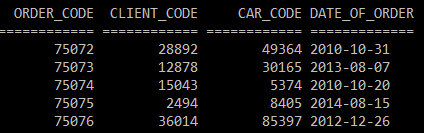 ORDER_CODE CLIENT_CODE CAR_CODE DATE_OF_ORDER
============ ============ ============ =============
75072 28892 49364 2010-10-31
75073 12878 30165 2013-08-07
75074 15043 5374 2010-10-20
75075 2494 8405 2014-08-15
75076 36014 85397 2012-12-26